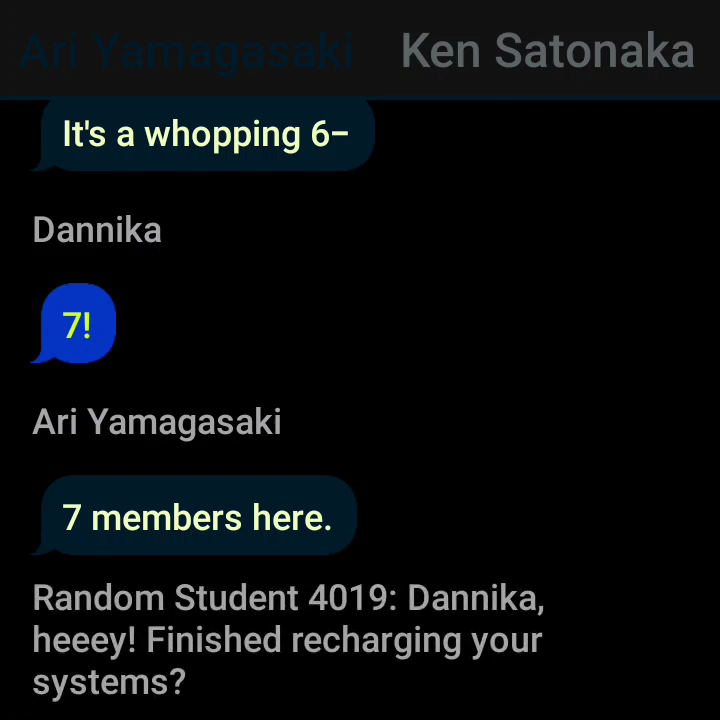 Ari Yamagasaki Ken Satonaka
It's a whopping 6–
Dannika
7!
Ari Yamagasaki
7 members here.
Random Student 4019: Dannika,
heeey! Finished recharging your
systems?